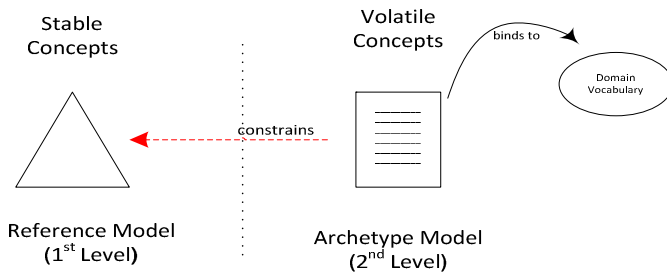 Stable
Concepts
Volatile
Concepts
binds to
Domain
Vocabulary
constrains
Reference Model
(1st Level)
Archetype Model
(2nd Level)